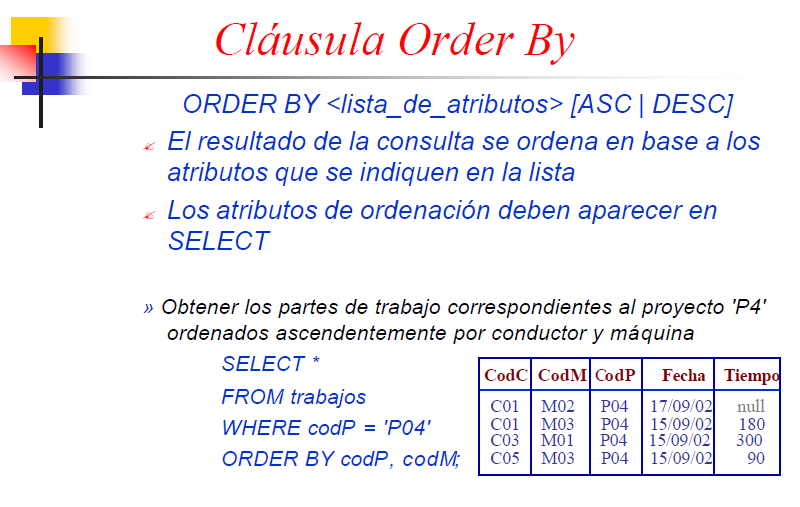 Cláusula Order By
ORDER BY <lista_de_atributos> [ASC | DESC]
El resultado de la consulta se ordena en base a los
atributos que se indiquen en la lista
Los atributos de ordenación deben aparecer en
SELECT
» Obtener los partes de trabajo correspondientes al proyecto 'P4'
ordenados ascendentemente por conductor y máquina
SELECT *
FROM trabajos
WHERE codP = 'P04'
ORDER BY codP, codM;
CodC CodM CodP Fecha Tiempo
C01 M02 P04 17/09/02 null
C01 M03 P04 15/09/02 180
C03 M01 P04 15/09/02 300
C05 M03 P04 15/09/02 90